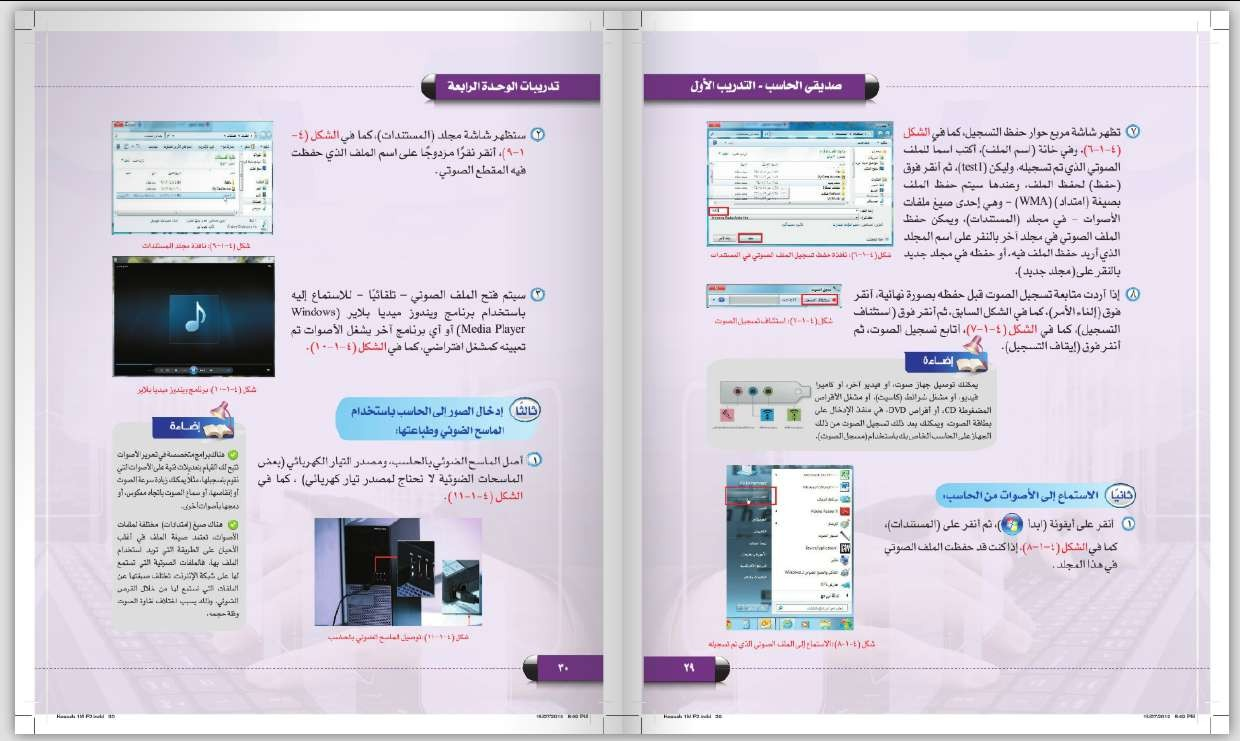 صديقي الحاسب - التدريب الأول
٧ تظهر شاشة مربع حوار حفظ التسجيل، كما في الشكل
(٤-١-٦)، وفي خانة (اسم الملف)، أكتب اسما للملف
الصوتي الذي تم تسجيله، وليكن (test1)، ثم أنقر فوق
(حفظ) لحفظ الملف، وعندها سيتم حفظ الملف
بصيغة (امتداد) (WMA) – وهي إحدى صيغ ملفات
الأصوات – في مجلد (المستندات)، ويمكن حفظ
الملف الصوتي في مجلد آخر بالنقر على اسم المجلد
الذي أريد حفظ الملف فيه، أو حفظه في مجلد جديد
بالنقر على (مجلد جديد).
شكل (٤-١-٦): نافذة حفظ تسجيل الملف الصوتي في المستندات
٨ إذا أردت متابعة تسجيل الصوت قبل حفظه بصورة نهائية، أنقر
فوق (إلغاء الأمر)، كما في الشكل السابق، ثم أنقر فوق (استئناف
التسجيل)، كما في الشكل (٤-١-٧)، أتابع تسجيل الصوت، ثم
أنقر فوق (إيقاف التسجيل).
شكل (٤-١-٧): استئناف تسجيل الصوت
إضاءة
يمكنك توصيل جهاز صوت، أو فيديو آخر، أو كاميرا
فيديو، أو مشغل شرائط (كاسيت)، أو مشغل الأقراص
المضغوطة CD، أو أقراص DVD، في منفذ الإدخال على
بطاقة الصوت، ويمكنك بعد ذلك تسجيل الصوت من ذلك
الجهاز على الحاسب الخاص بك باستخدام (مسجل الصوت).
ثانيًا الاستماع إلى الأصوات من الحاسب:
١ أنقر على أيقونة (ابدأ )، ثم أنقر على (المستندات)،
كما في الشكل (٤-١-٨)، إذا كنت قد حفظت الملف الصوتي
في هذا المجلد.
شكل (٤-١-٨): الاستماع إلى الملف الصوتي الذي تم تسجيله
٢٩
تدريبات الوحدة الرابعة
٢ ستظهر شاشة مجلد (المستندات)، كما في الشكل (٤-
١-٩)، أنقر نقرًا مزدوجًا على اسم الملف الذي حفظت
فيه المقطع الصوتي.
شكل (٤-١-٩): نافذة مجلد المستندات
٣ سيتم فتح الملف الصوتي – تلقائيًا – للاستماع إليه
باستخدام برنامج ويندوز ميديا بلاير (Windows
Media Player) أو أي برنامج آخر يشغل الأصوات تم
تعيينه كمشغل افتراضي، كما في الشكل (٤-١-١٠).
شكل (٤-١-١٠): برنامج ويندوز ميديا بلاير
ثالثًا إدخال الصور إلى الحاسب باستخدام
الماسح الضوئي وطباعتها:
١ أصل الماسح الضوئي بالحاسب، ومصدر التيار الكهربائي (بعض
الماسحات الضوئية لا تحتاج لمصدر تيار كهربائي) ، كما في
الشكل (٤-١-١١).
شكل (٤-١-١١): توصيل الماسح الضوئي بالحاسب
إضاءة
هناك برامج متخصصة في تحرير الأصوات
تتيح لك القيام بتعديلات فنية على الأصوات التي
تقوم بتسجيلها، مثلاً يمكنك زيادة سرعة الصوت
أو إنقاصها، أو سماع الصوت باتجاه معكوس، أو
دمجها بأصوات أخرى.
هناك صيغ (امتدادات) مختلفة لملفات
الأصوات، تعتمد صيغة الملف في أغلب
الأحيان على الطريقة التي تريد استخدام
الملف بها، فالملفات الصوتية التي تستمع
لها على شبكة الإنترنت، تختلف صيغتها عن
الملفات التي تستمع لها من خلال القرص
الضوئي، وذلك بسبب اختلاف نقاوة الصوت
وقلة حجمه.
٣٠